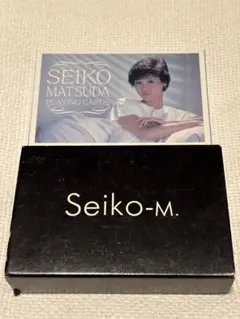 SEIKO
MATSUDA
PLAYING CARDS
Seiko-M.